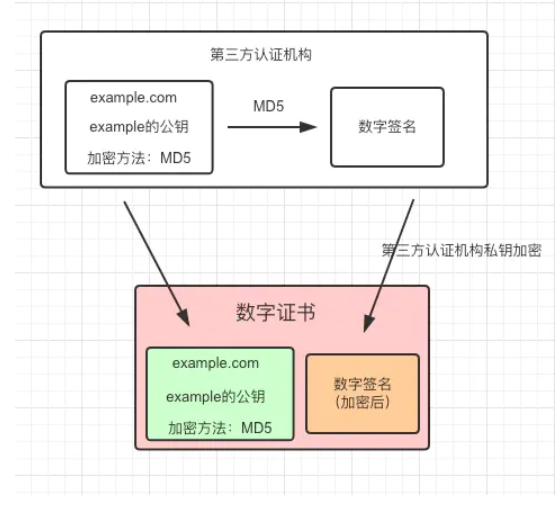 第三方认证机构
example.com
example的公钥
加密方法：MD5
MD5
数字签名
第三方认证机构私钥加密
数字证书
example.com
example的公钥
加密方法：MD5
数字签名
（加密后）